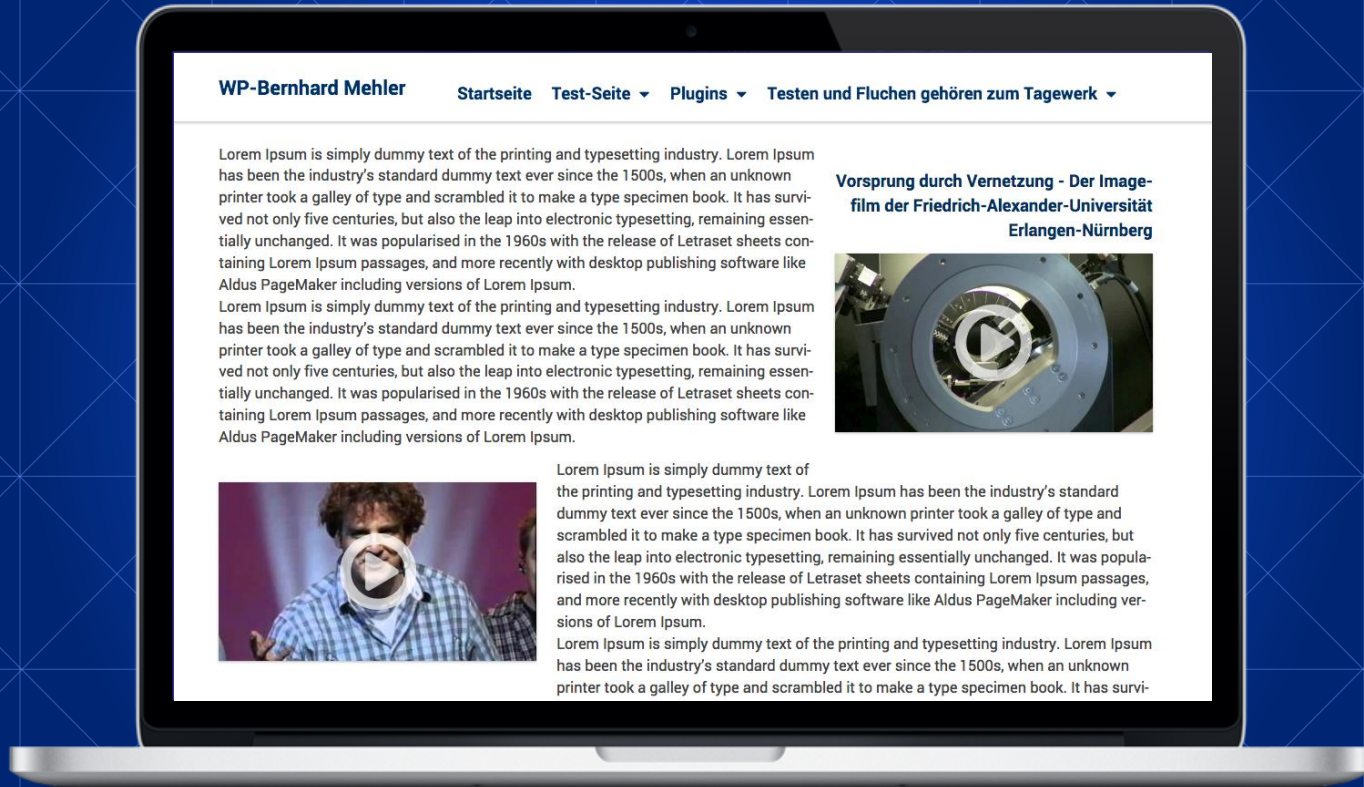 WP-Bernhard Mehler
Startseite Test-Seite Plugins Testen und Fluchen gehören zum Tagewerk
Lorem Ipsum is simply dummy text of the printing and typesetting industry. Lorem Ipsum
has been the industry's standard dummy text ever since the 1500s, when an unknown
printer took a galley of type and scrambled it to make a type specimen book. It has survi-
ved not only five centuries, but also the leap into electronic typesetting, remaining essen-
tially unchanged. It was popularised in the 1960s with the release of Letraset sheets con-
taining Lorem Ipsum passages, and more recently with desktop publishing software like
Aldus PageMaker including versions of Lorem Ipsum.
Lorem Ipsum is simply dummy text of the printing and typesetting industry. Lorem Ipsum
has been the industry's standard dummy text ever since the 1500s, when an unknown
printer took a galley of type and scrambled it to make a type specimen book. It has survi-
ved not only five centuries, but also the leap into electronic typesetting, remaining essen-
tially unchanged. It was popularised in the 1960s with the release of Letraset sheets con-
taining Lorem Ipsum passages, and more recently with desktop publishing software like
Aldus PageMaker including versions of Lorem Ipsum.
Vorsprung durch Vernetzung - Der Image-
film der Friedrich-Alexander-Universität
Erlangen-Nürnberg
Lorem Ipsum is simply dummy text of
the printing and typesetting industry. Lorem Ipsum has been the industry's standard
dummy text ever since the 1500s, when an unknown printer took a galley of type and
scrambled it to make a type specimen book. It has survived not only five centuries, but
also the leap into electronic typesetting, remaining essentially unchanged. It was popula-
rised in the 1960s with the release of Letraset sheets containing Lorem Ipsum passages,
and more recently with desktop publishing software like Aldus PageMaker including ver-
sions of Lorem Ipsum.
Lorem Ipsum is simply dummy text of the printing and typesetting industry. Lorem Ipsum
has been the industry's standard dummy text ever since the 1500s, when an unknown
printer took a galley of type and scrambled it to make a type specimen book. It has survi-